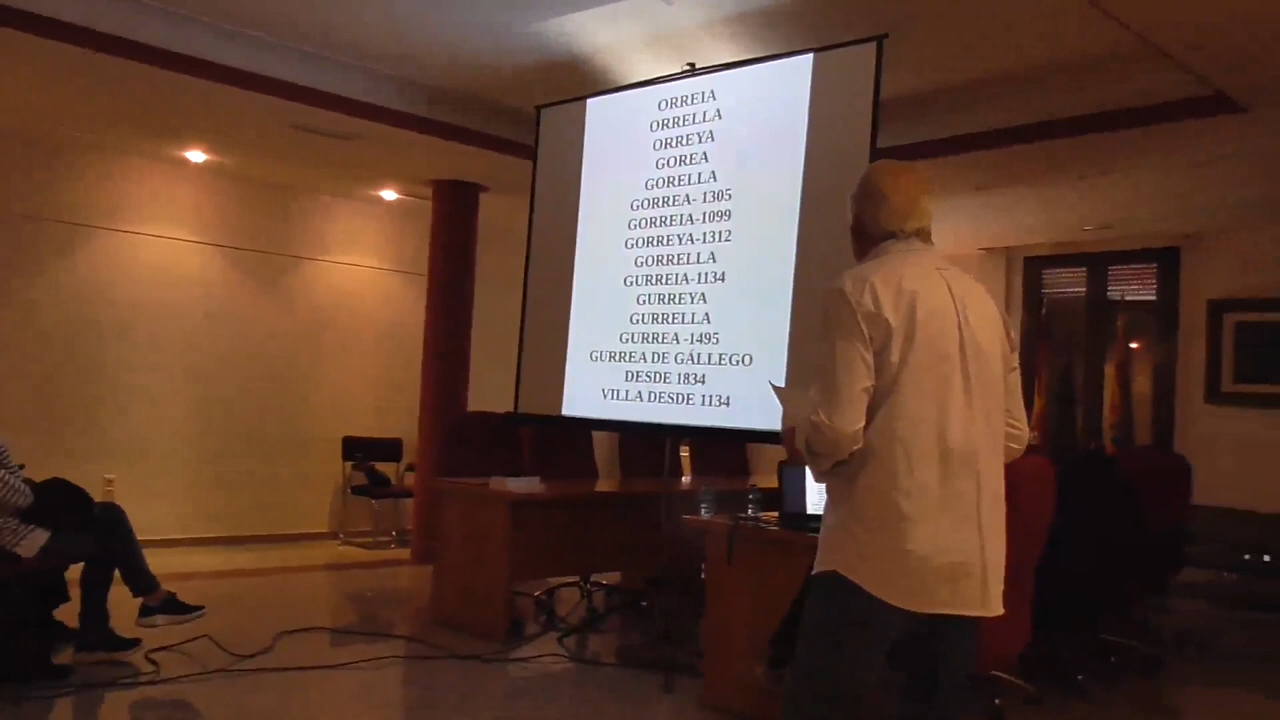 ORREIA
ORRELLA
ORREYA
GOREA
GORELLA
GORREA- 1305
GORREIA-1099
GORREYA-1312
GORRELLA
GURREIA-1134
GURREYA
GURRELLA
GURREA -1495
GURREA DE GÁLLEGO
DESDE 1834
VILLA DESDE 1134